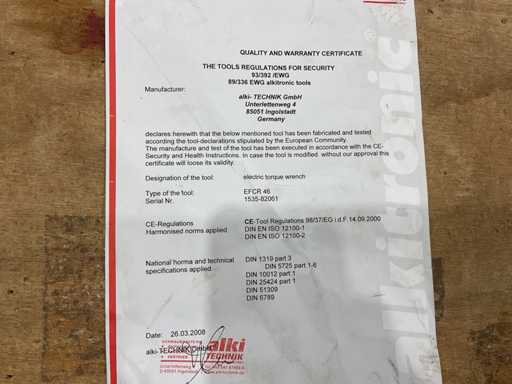 QUALITY AND WARRANTY CERTIFICATE
THE TOOLS REGULATIONS FOR SECURITY
93/392 /EWG
89/336 EWG alkitronic tools
Manufacturer:
alki- TECHNIK GmbH
Unterlettenweg 4
85051 Ingolstadt
Germany
declares herewith that the below mentioned tool has been fabricated and tested
according the tool-declarations stipulated by the European Community.
The manufacture and test of the tool has been executed in accordance with the CE-
Security and Health Instructions. In case the tool is modified without our approval this
certificate will loose its validity.
Designation of the tool: electric torque wrench
Type of the tool: EFCR 46
Serial Nr. 1535-82061
CE-Regulations CE-Tool Regulations 98/37/EG i.d.F.14.09.2000
Harmonised norms applied DIN EN ISO 12100-1
DIN EN ISO 12100-2
National norma and technical DIN 1319 part 3
specifications applied DIN 5725 part 1-6
DIN 10012 part 1
DIN 25424 part 1
DIN 51309
DIN 6789
Date: 26.03.2008
alki-TECHNIK GmbH
alki
TECHNIK
alkitronic